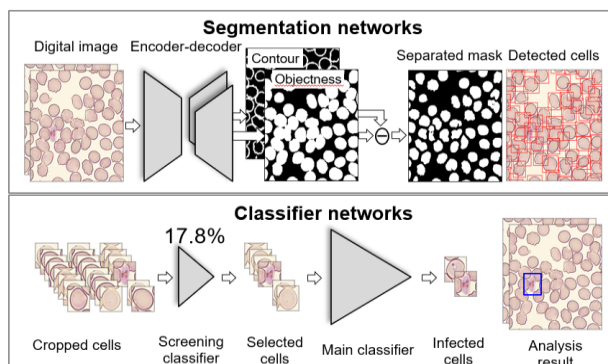 Segmentation networks
Digital image
Encoder-decoder
Contour
Objectness
Separated mask
Detected cells
Classifier networks
17.8%
Cropped cells
Screening
classifier
Selected
cells
Main classifier
Infected
cells
Analysis
result